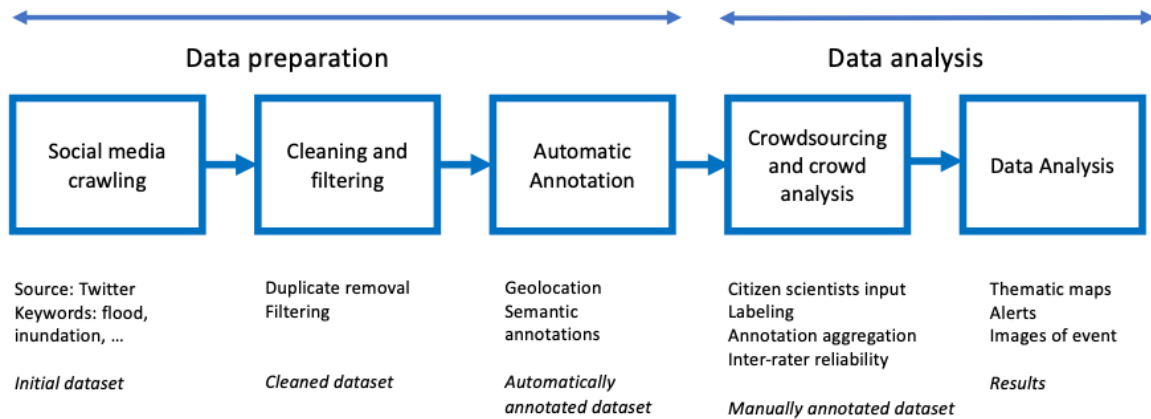 Data preparation
Data analysis
Social media
crawling
Cleaning and
filtering
Automatic
Annotation
Crowdsourcing
and crowd
analysis
Data Analysis
Source: Twitter
Keywords: flood,
inundation, ...
Initial dataset
Duplicate removal
Filtering
Cleaned dataset
Geolocation
Semantic
annotations
Automatically
annotated dataset
Citizen scientists input
Labeling
Annotation aggregation
Inter-rater reliability
Manually annotated dataset
Thematic maps
Alerts
Images of event
Results